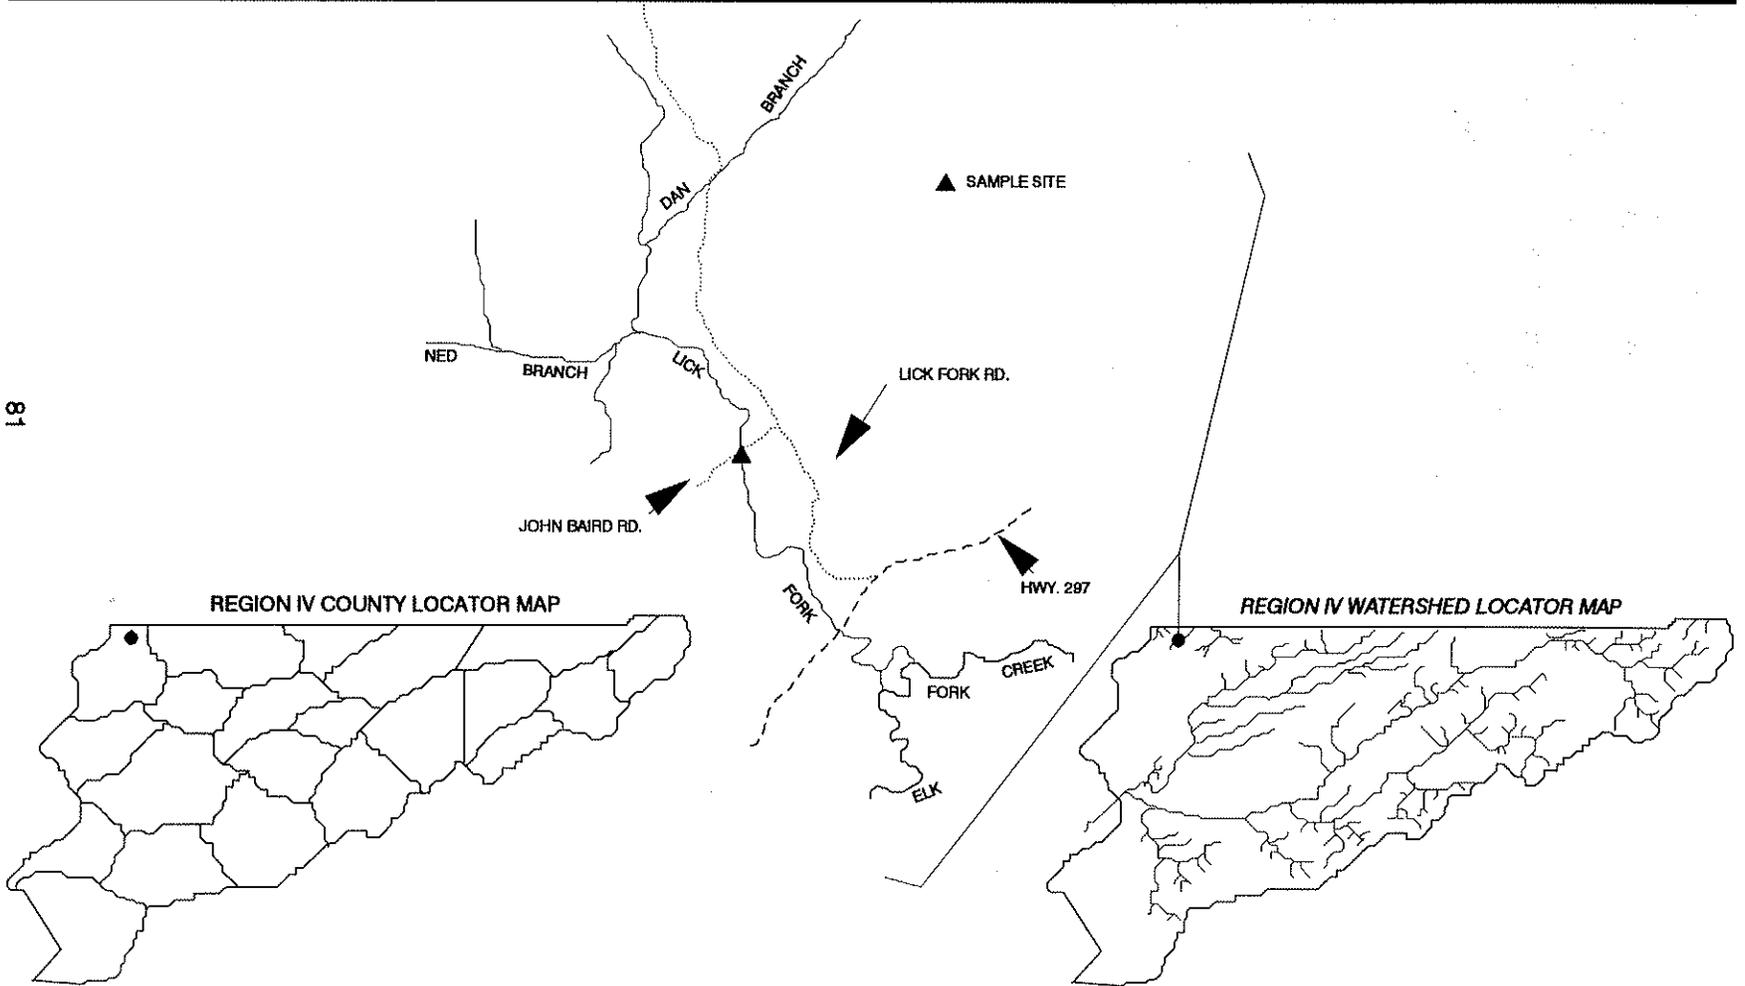 BRANCH
DAN
SAMPLE SITE
NED
BRANCH
LICK
LICK FORK RD.
81
JOHN BAIRD RD.
HWY. 297
FORK
REGION IV COUNTY LOCATOR MAP
REGION IV WATERSHED LOCATOR MAP
CREEK
FORK
ELK